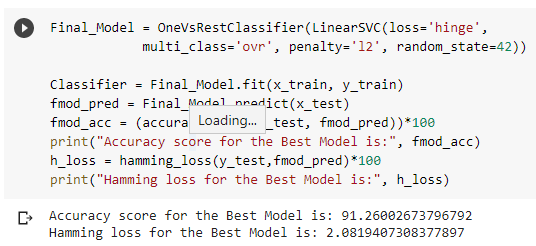 Final_Model = OneVsRestClassifier(LinearSVC(loss='hinge',
multi_class='ovr', penalty='l2', random_state=42))
Classifier = Final_Model.fit(x_train, y_train)
fmod_pred = Final_Model.predict(x_test)
fmod_acc = (accura Loading... _test, fmod_pred))*100
print("Accuracy score for the Best Model is:", fmod_acc)
h_loss = hamming_loss(y_test,fmod_pred)*100
print("Hamming loss for the Best Model is:", h_loss)
Accuracy score for the Best Model is: 91.26002673796792
Hamming loss for the Best Model is: 2.0819407308377897